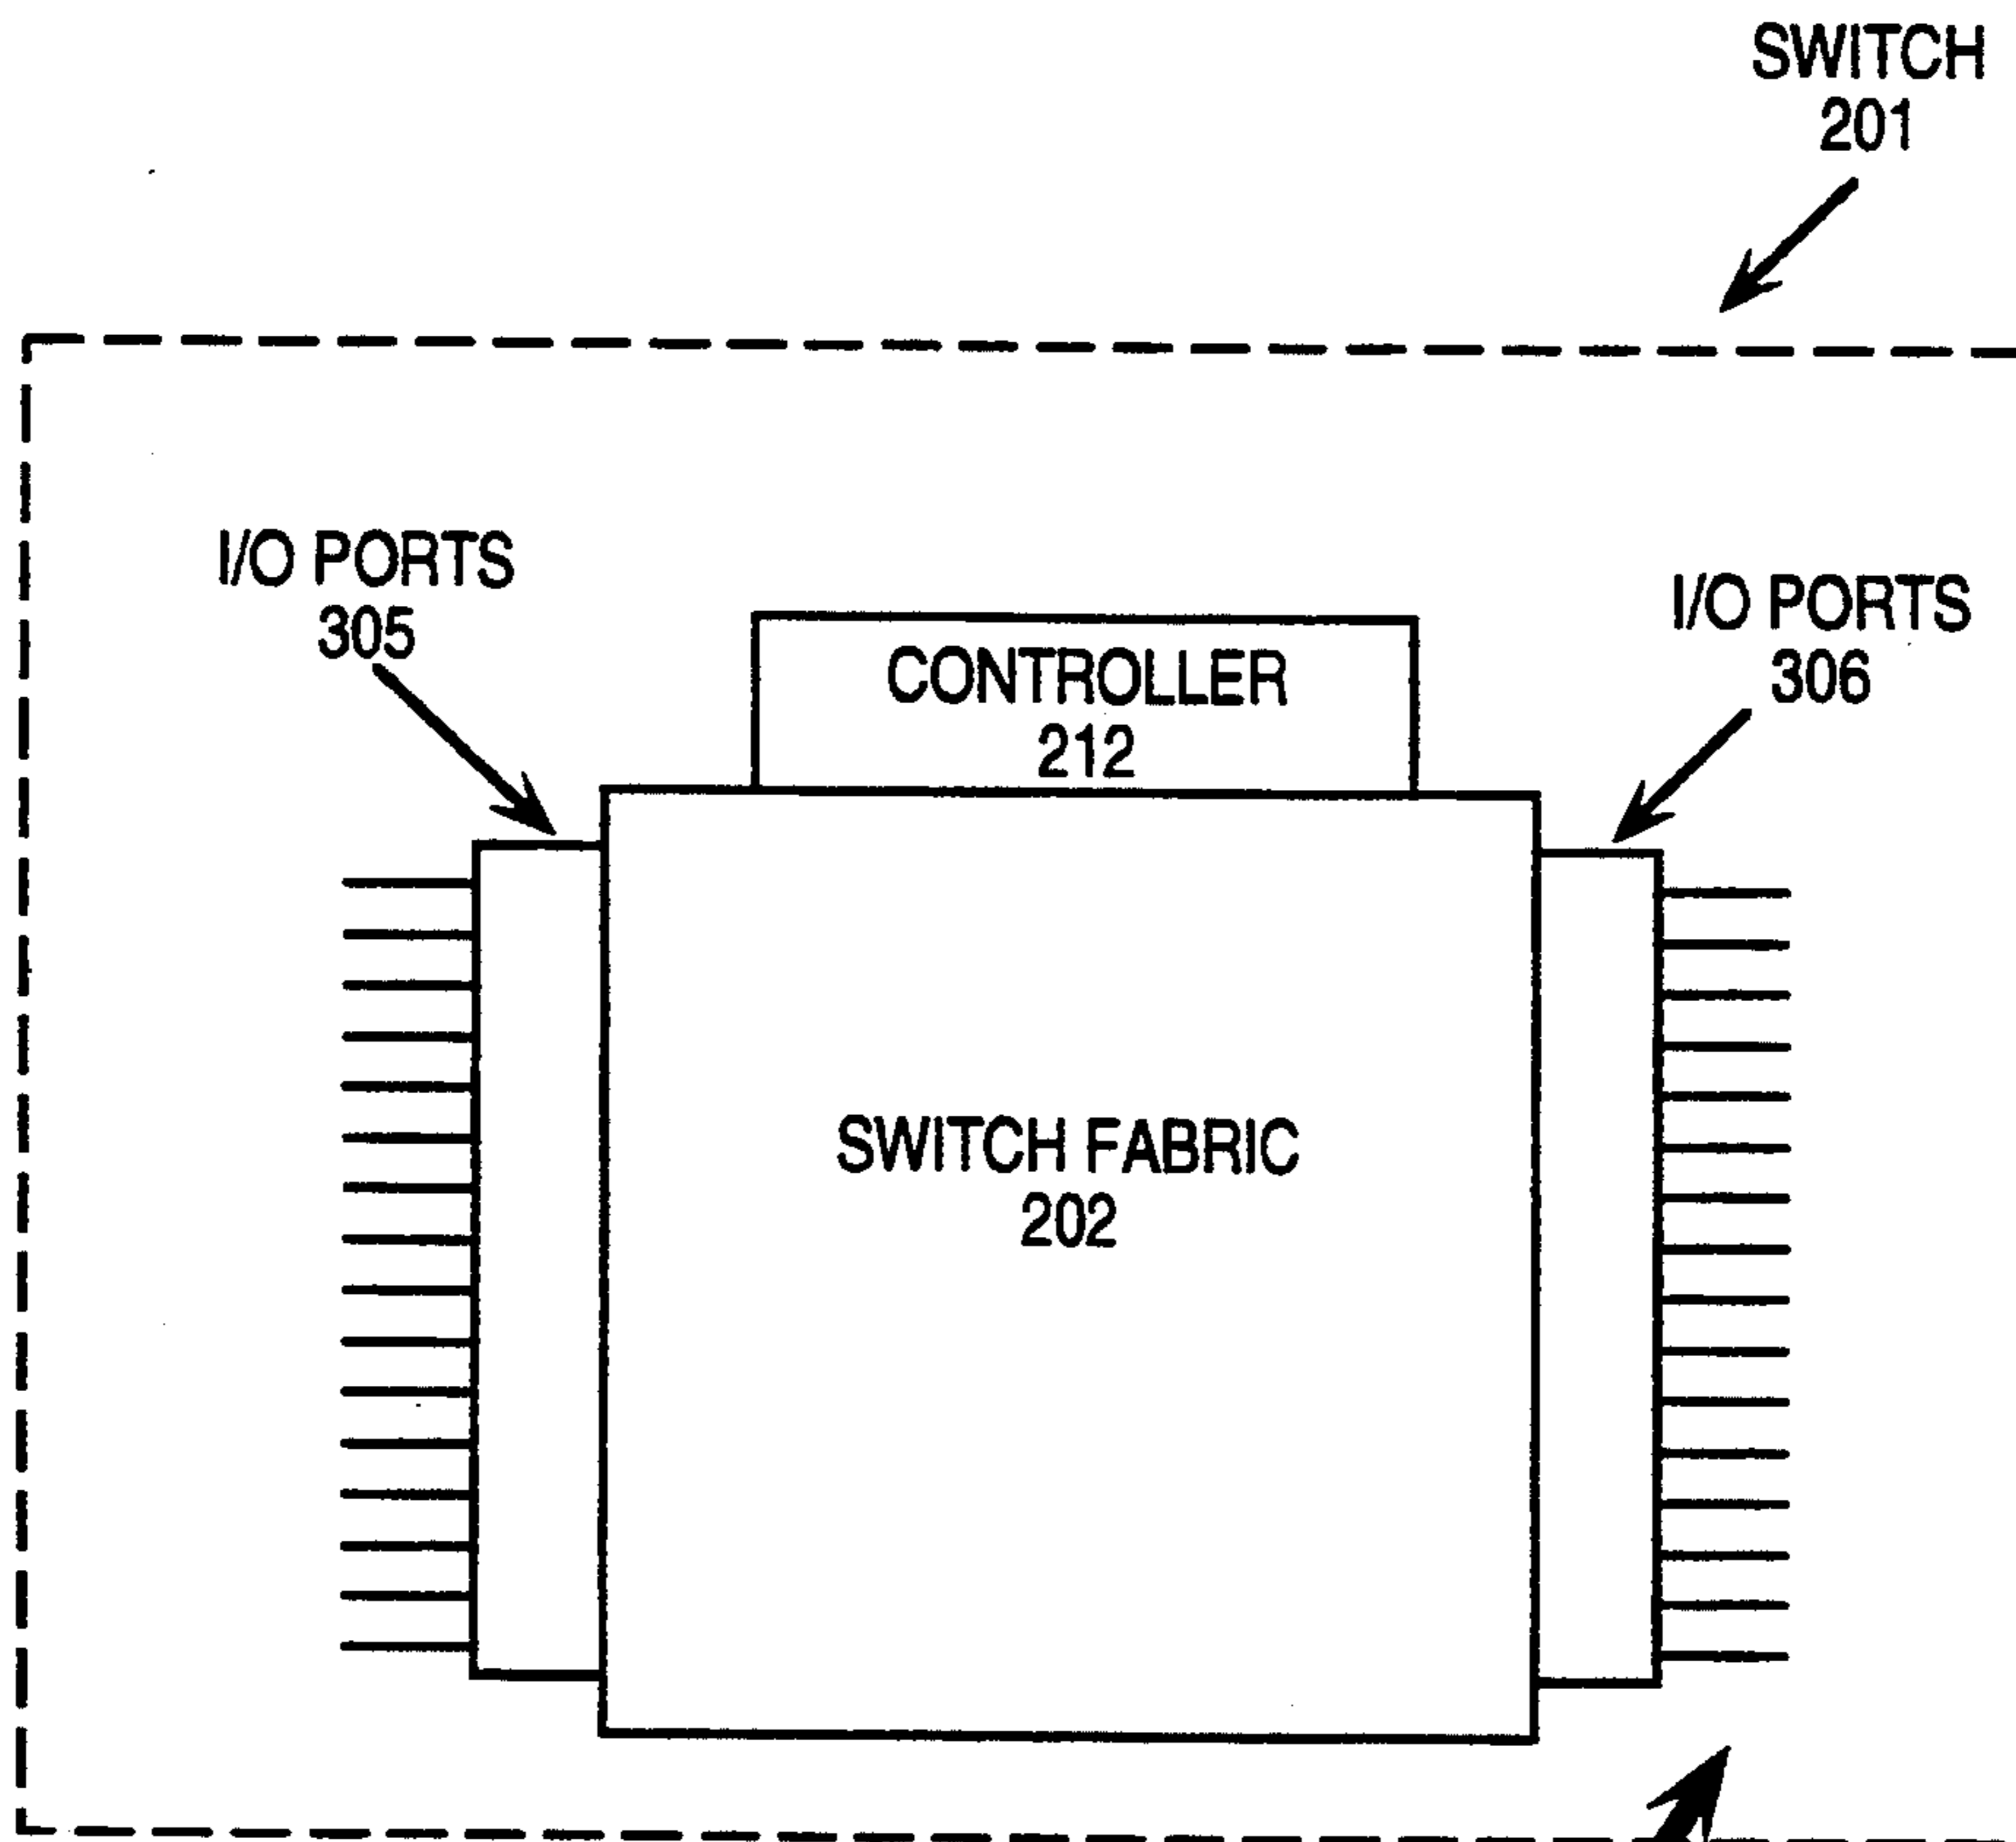 SWITCH
201
I/O PORTS
305
I/O PORTS
306
CONTROLLER
212
SWITCH FABRIC
202